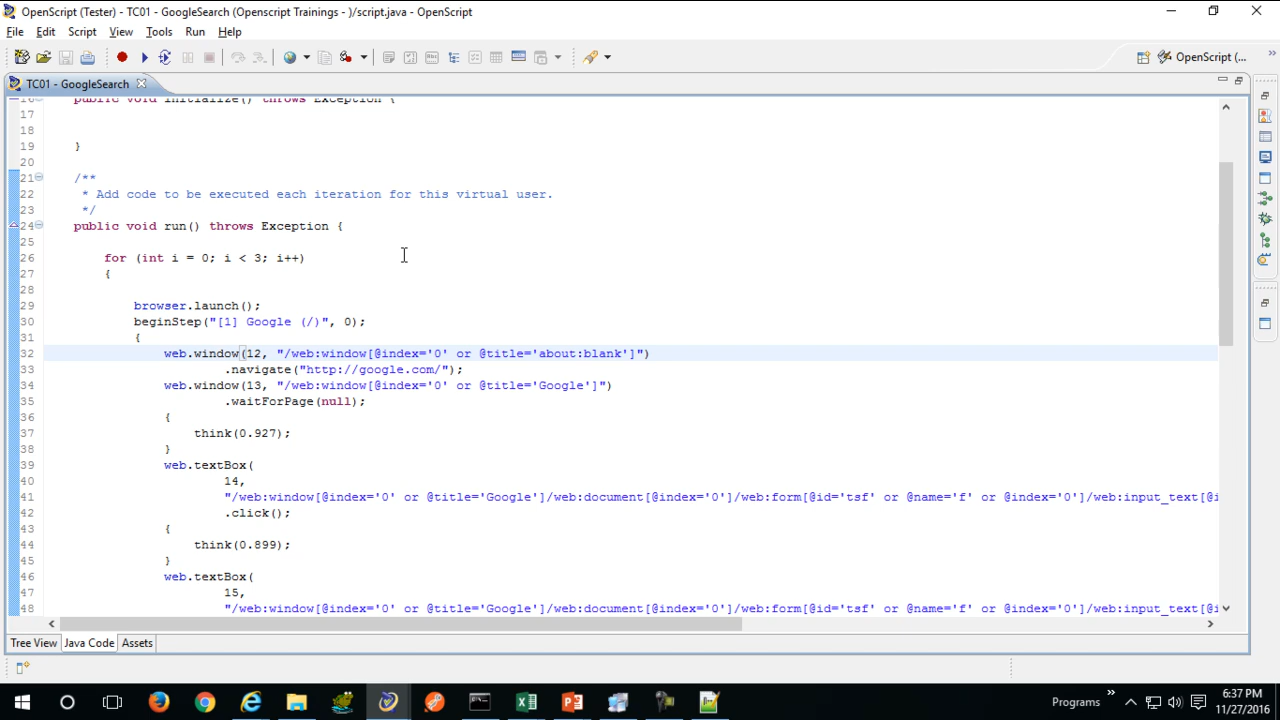 OpenScript (Tester) - TC01 - GoogleSearch (Openscript Trainings - )/script.java - OpenScript
File Edit Script View Tools Run Help
OpenScript (...
TC01 - GoogleSearch
16 public void initialize() throws Exception {
17
18
19 }
20
21 /**
22 * Add code to be executed each iteration for this virtual user.
23 */
24 public void run() throws Exception {
25
26 for (int i = 0; i < 3; i++)
27 {
28
29 browser.launch();
30 beginStep("[1] Google (/)", 0);
31 {
32 web.window(12, "/web:window[@index='0' or @title='about:blank']")
33 .navigate("http://google.com/");
34 web.window(13, "/web:window[@index='0' or @title='Google']")
35 .waitForPage(null);
36 {
37 think(0.927);
38 }
39 web.textBox(
40 14,
41 "/web:window[@index='0' or @title='Google']/web:document[@index='0']/web:form[@id='tsf' or @name='f' or @index='0']/web:input_text[@i
42 .click();
43 {
44 think(0.899);
45 }
46 web.textBox(
47 15,
48 "/web:window[@index='0' or @title='Google']/web:document[@index='0']/web:form[@id='tsf' or @name='f' or @index='0']/web:input_text[@i
Tree View Java Code Assets
Programs
6:37 PM
11/27/2016